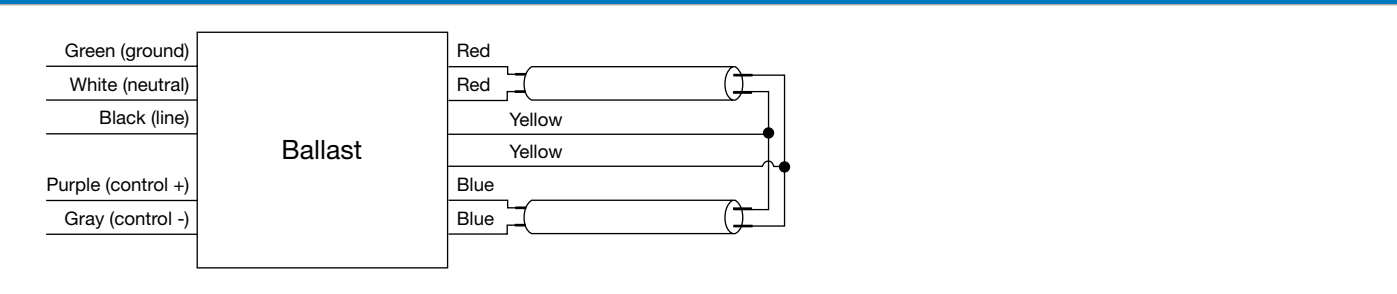 Green (ground)
White (neutral)
Black (line)
Purple (control +)
Gray (control -)
Ballast
Red
Red
Yellow
Yellow
Blue
Blue